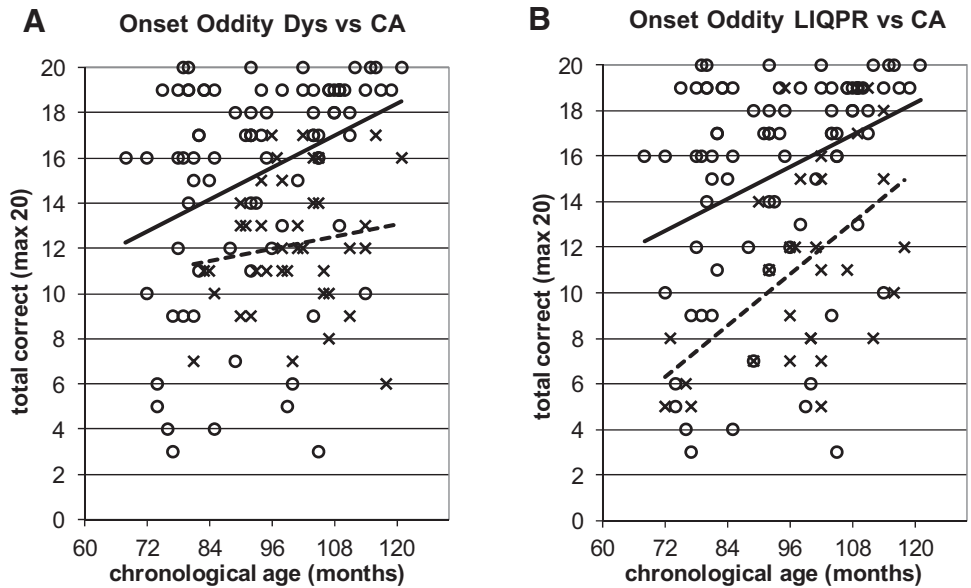 A Onset Oddity Dys vs CA
total correct (max 20)
20
18
16
14
12
10
8
6
4
2
0
60 72 84 96 108 120
chronological age (months)
B Onset Oddity LIQPR vs CA
total correct (max 20)
20
18
16
14
12
10
8
6
4
2
0
60 72 84 96 108 120
chronological age (months)